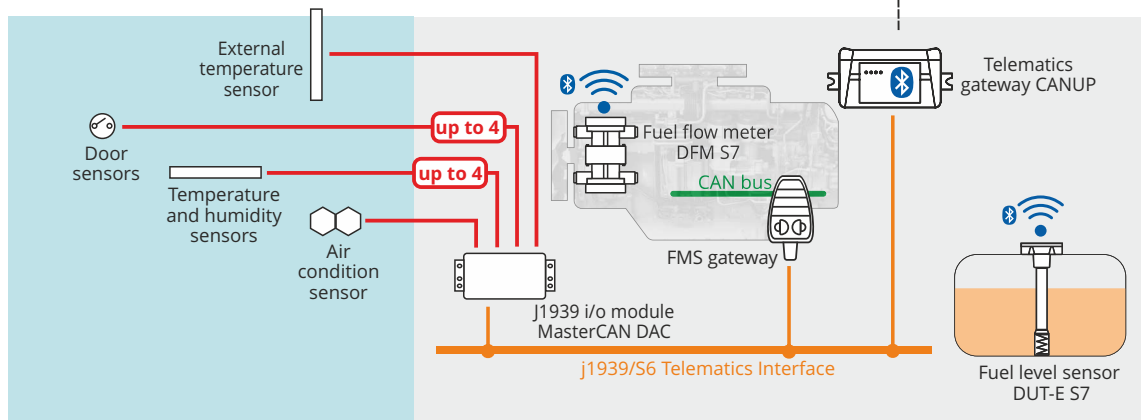 External
temperature
sensor
Door
sensors
up to 4
up to 4
Temperature
and humidity
sensors
Air
condition
sensor
J1939 i/o module
MasterCAN DAC
Fuel flow meter
DFM S7
CAN bus
FMS gateway
Telematics
gateway CANUP
j1939/S6 Telematics Interface
Fuel level sensor
DUT-E S7